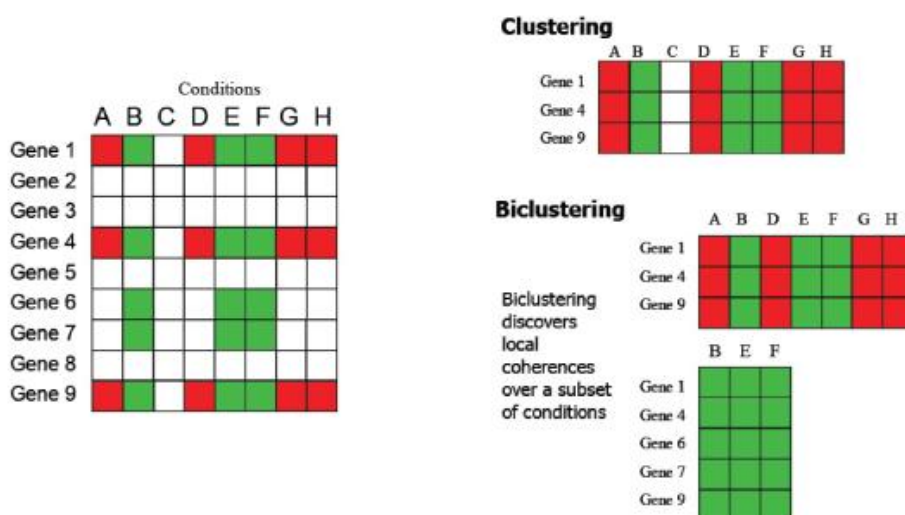 Conditions
A B C D E F G H
Gene 1
Gene 2
Gene 3
Gene 4
Gene 5
Gene 6
Gene 7
Gene 8
Gene 9
Clustering
A B C D E F G H
Gene 1
Gene 4
Gene 9
Biclustering
A B D E F G H
Gene 1
Gene 4
Gene 9
Biclustering
discovers
local
coherences
over a subset
of conditions
B E F
Gene 1
Gene 4
Gene 6
Gene 7
Gene 9